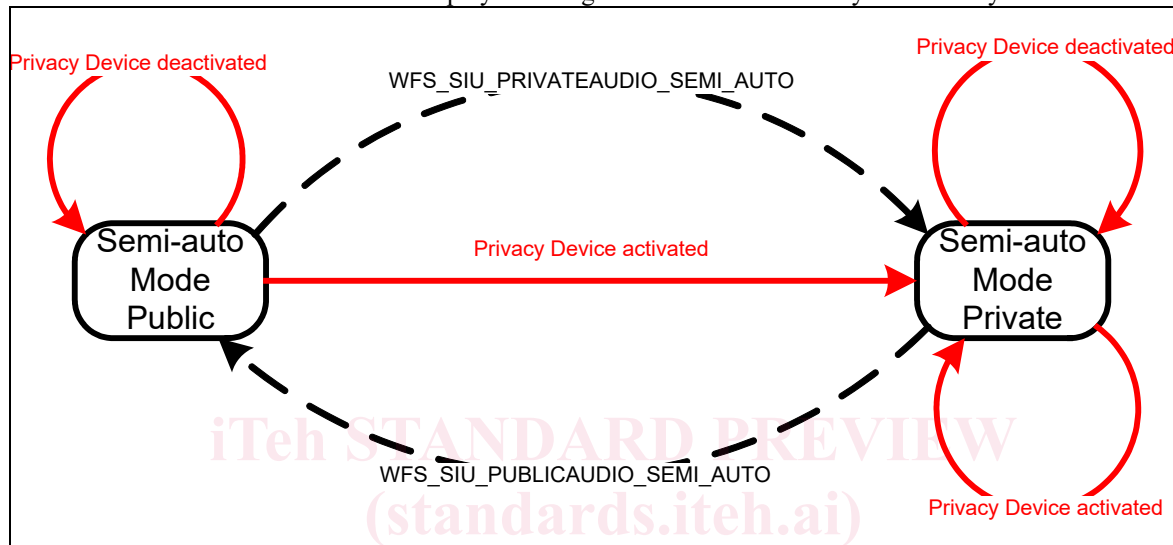 Privacy Device deactivated
Privacy Device deactivated
WFS_SIU_PRIVATEAUDIO_SEMI_AUTO
Semi-auto
Mode
Public
Privacy Device activated
Semi-auto
Mode
Private
iTeh STANDARD PREVIEW
WFS_SIU_PUBLICAUDIO_SEMI_AUTO
(standards.iteh.ai)
Privacy Device activated